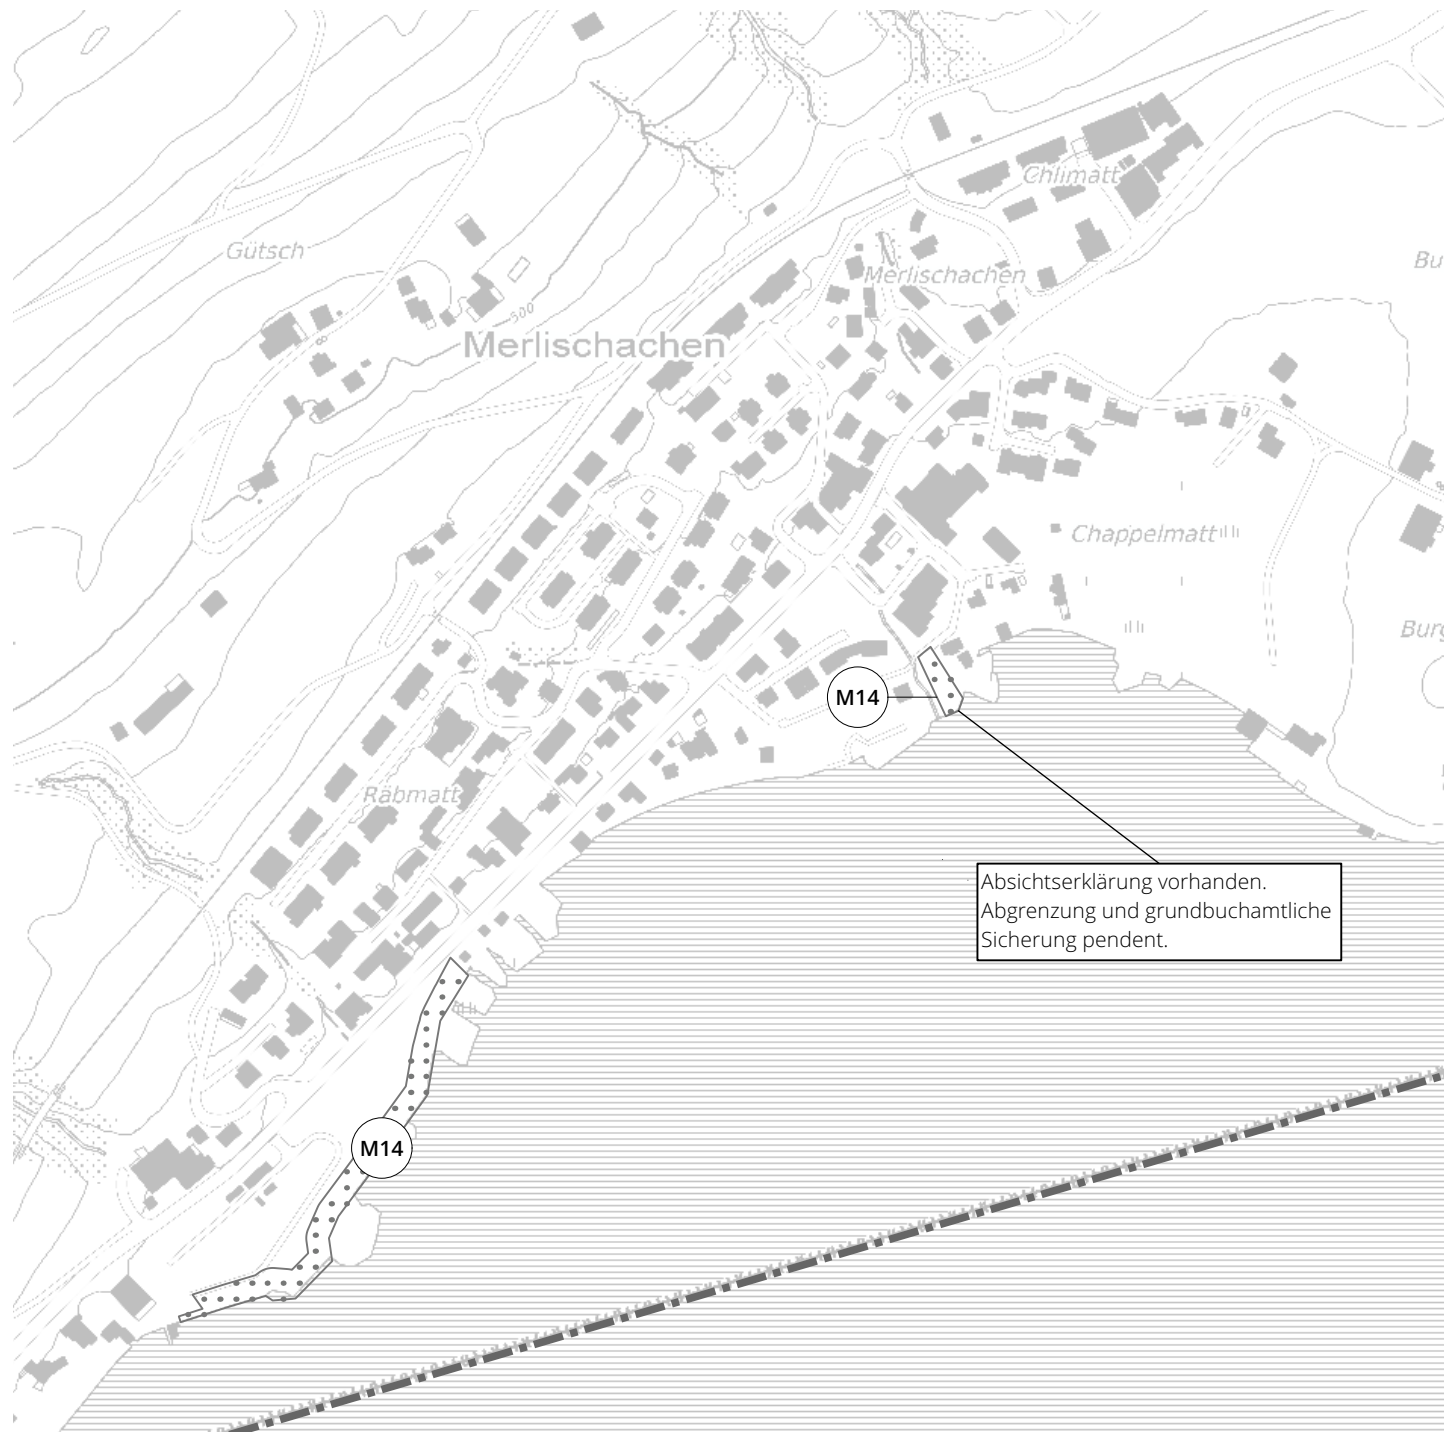 Chlimatt
Gütsch
Merlischachen
Bu
500
Merlischachen
Chappelmatt
Burg
M14
Räbmatt
Absichtserklärung vorhanden.
Abgrenzung und grundbuchamtliche
Sicherung pendent.
M14